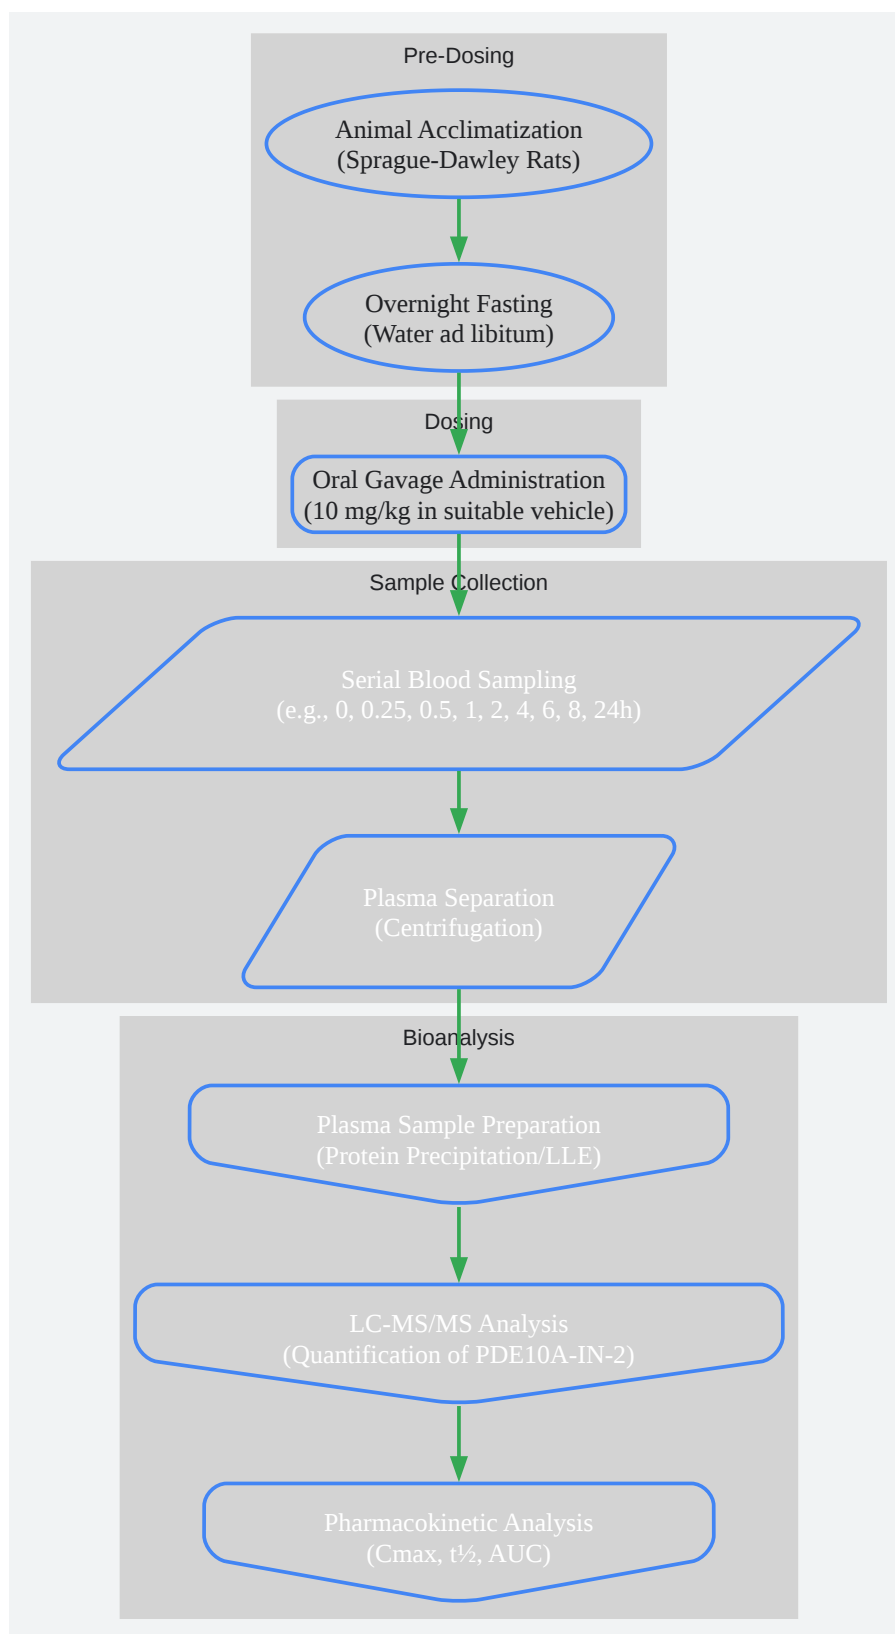 Pre-Dosing
Animal Acclimatization
(Sprague-Dawley Rats)
Overnight Fasting
(Water ad libitum)
Dosing
Oral Gavage Administration
(10 mg/kg in suitable vehicle)
Sample Collection
Serial Blood Sampling
(e.g., 0, 0.25, 0.5, 1, 2, 4, 6, 8, 24h)
Plasma Separation
(Centrifugation)
Bioanalysis
Plasma Sample Preparation
(Protein Precipitation/LLE)
LC-MS/MS Analysis
(Quantification of PDE10A-IN-2)
Pharmacokinetic Analysis
(Cmax, t½, AUC)